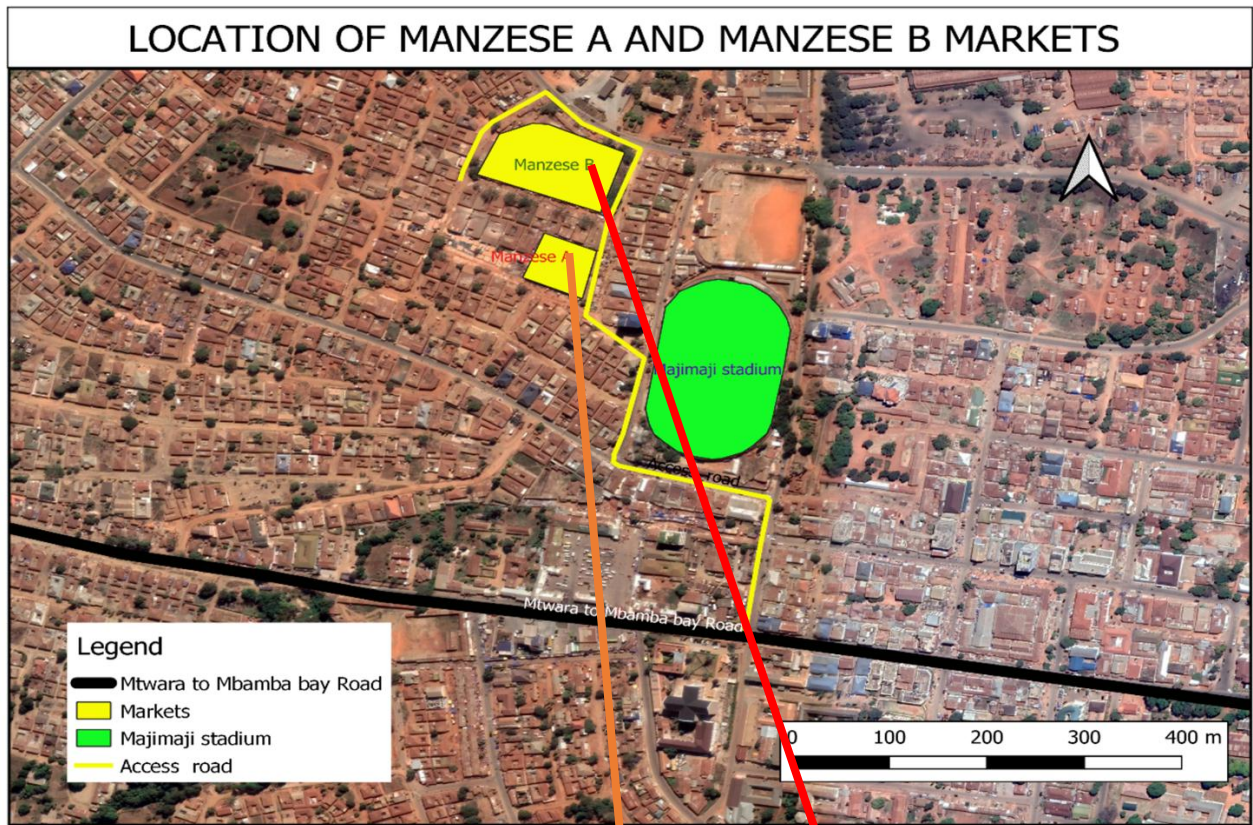 LOCATION OF MANZESE A AND MANZESE B MARKETS
Manzese B
Manzese A
Majimaji stadium
Access road
Mtwara to Mbamba bay Road
Legend
Mtwara to Mbamba bay Road
Markets
Majimaji stadium
Access road
0 100 200 300 400 m